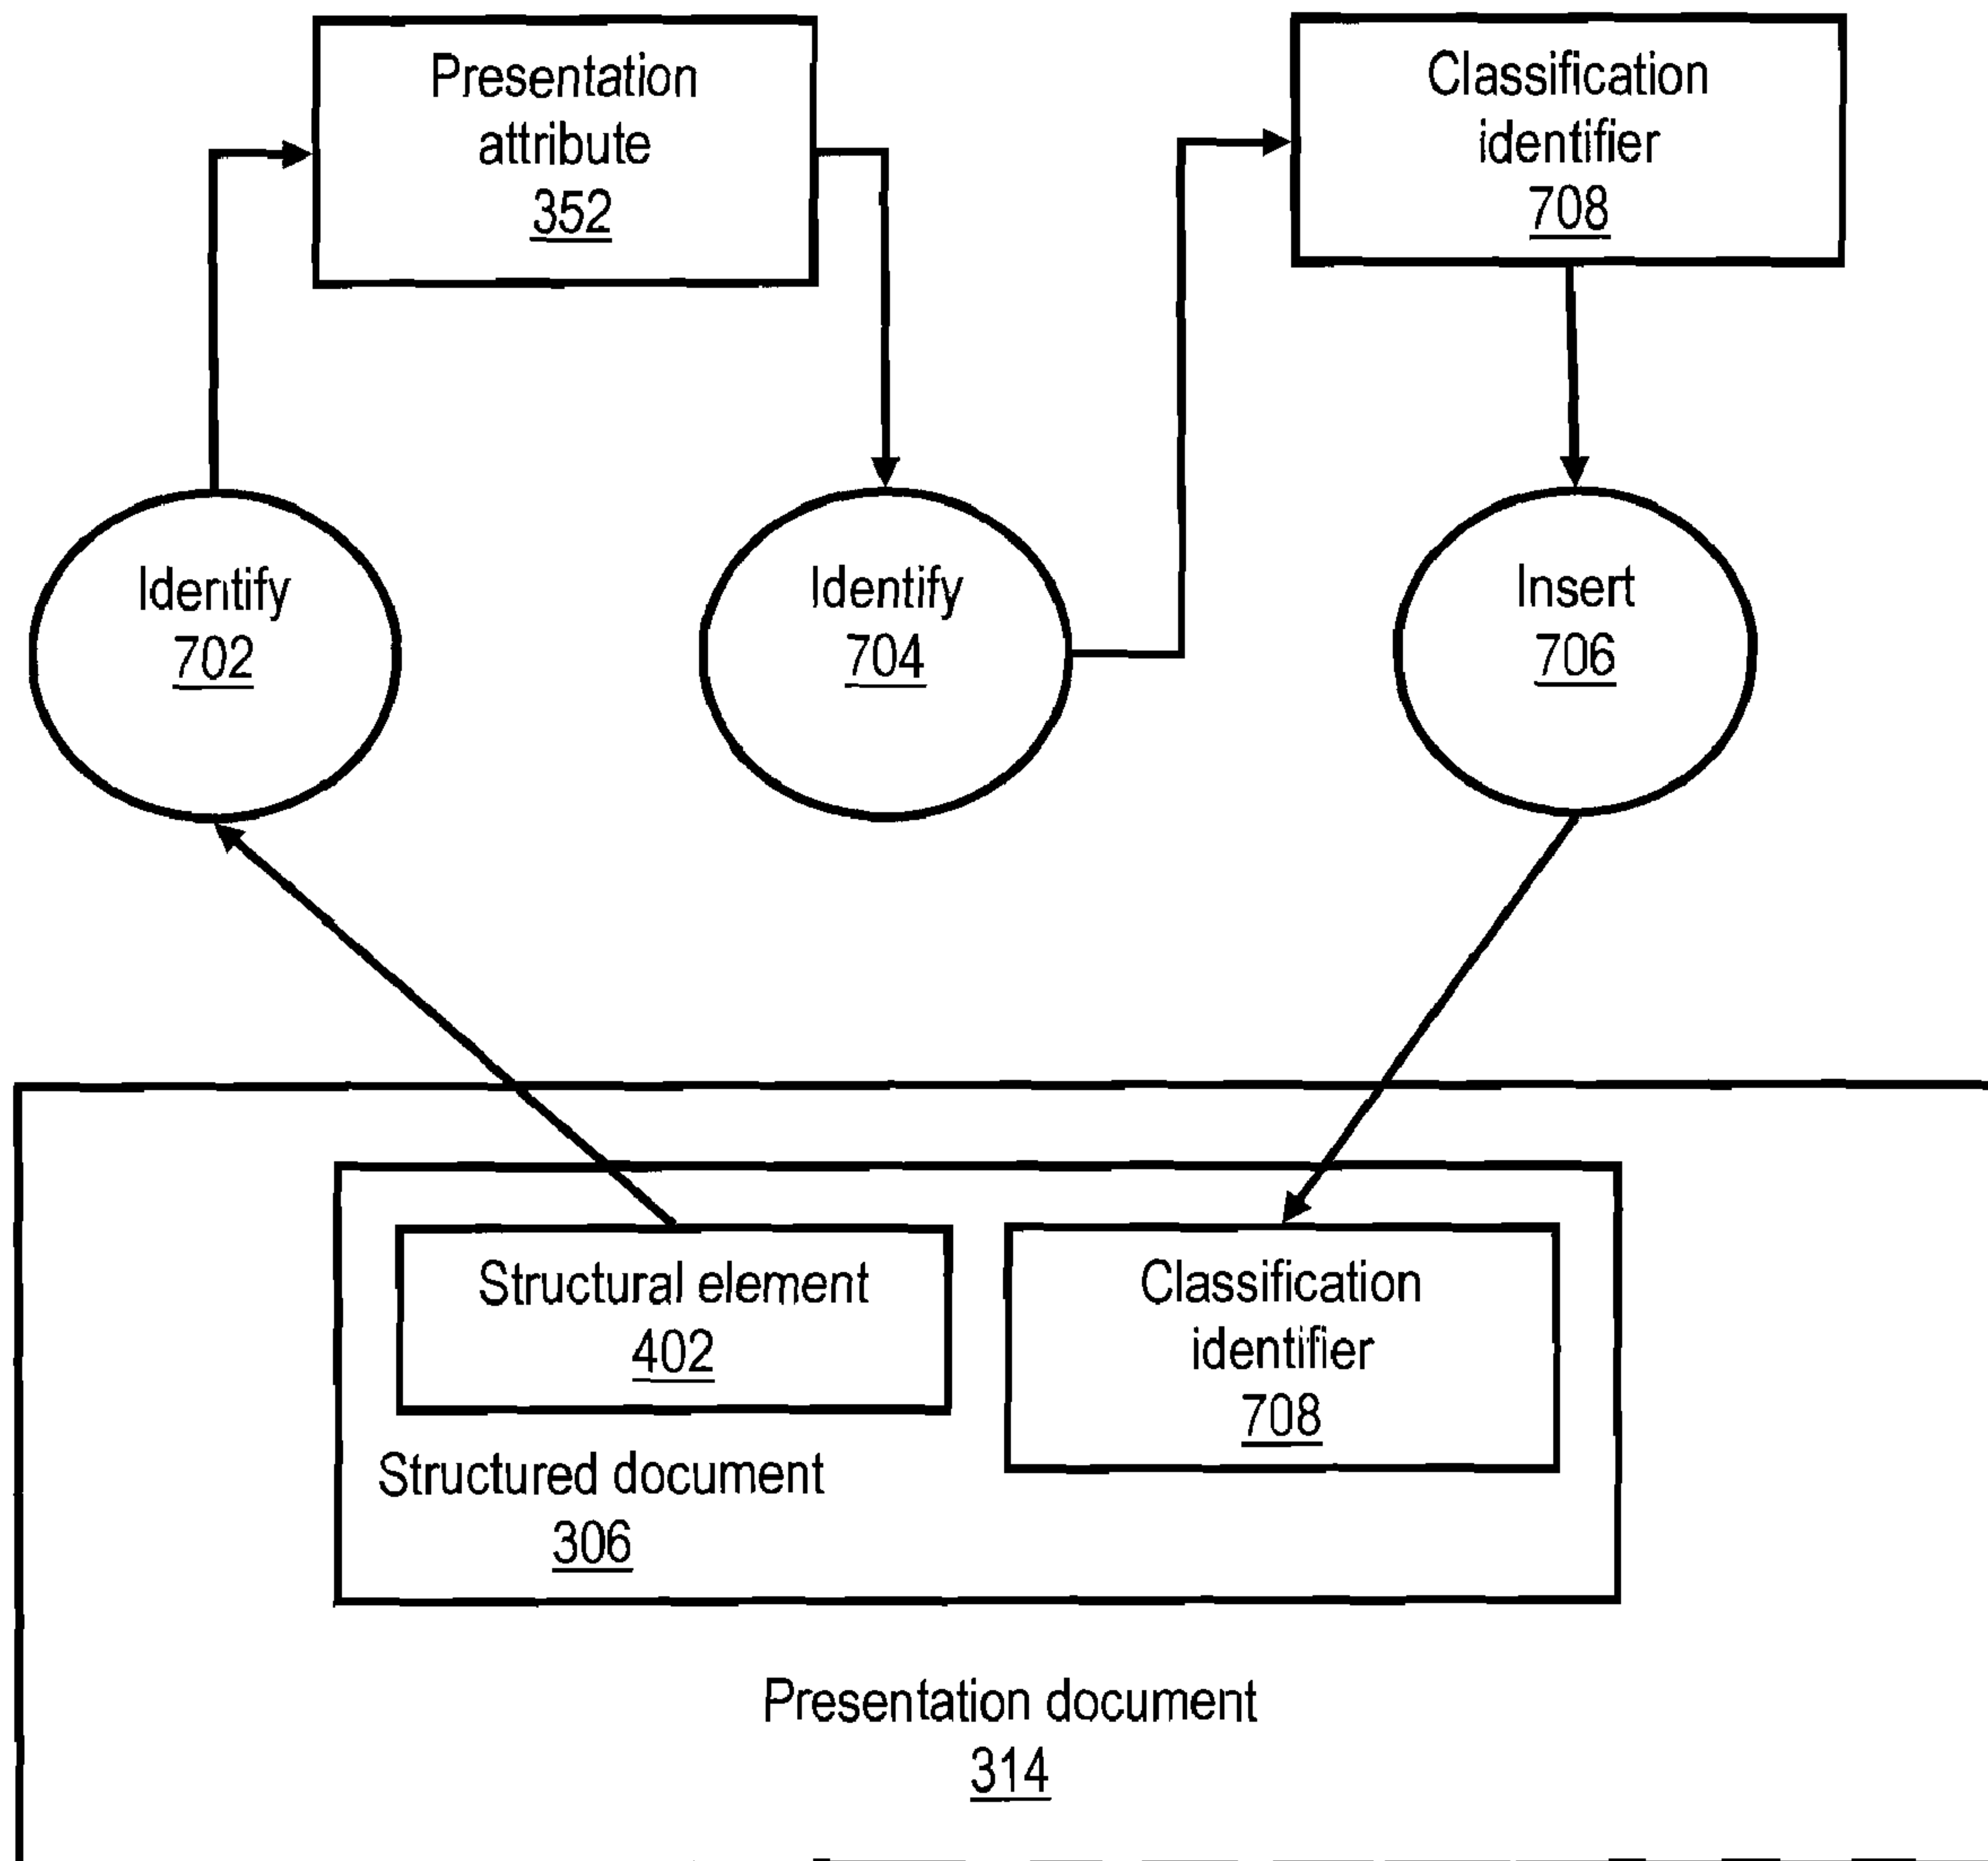 Presentation
attribute
352
Classification
identifier
708
Identify
702
Identify
704
Insert
706
Structural element
402
Classification
identifier
708
Structured document
306
Presentation document
314